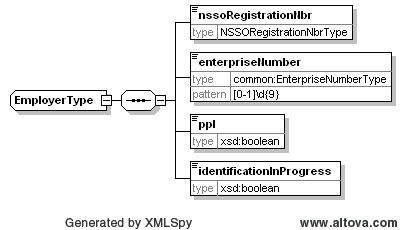 nssoRegistrationNbr
type NSSORegistrationNbrType
enterpriseNumber
type common:EnterpriseNumberType
pattern [0-1]\d{9}
EmployerType
ppl
type xsd:boolean
identificationInProgress
type xsd:boolean
Generated by XMLSpy www.altova.com